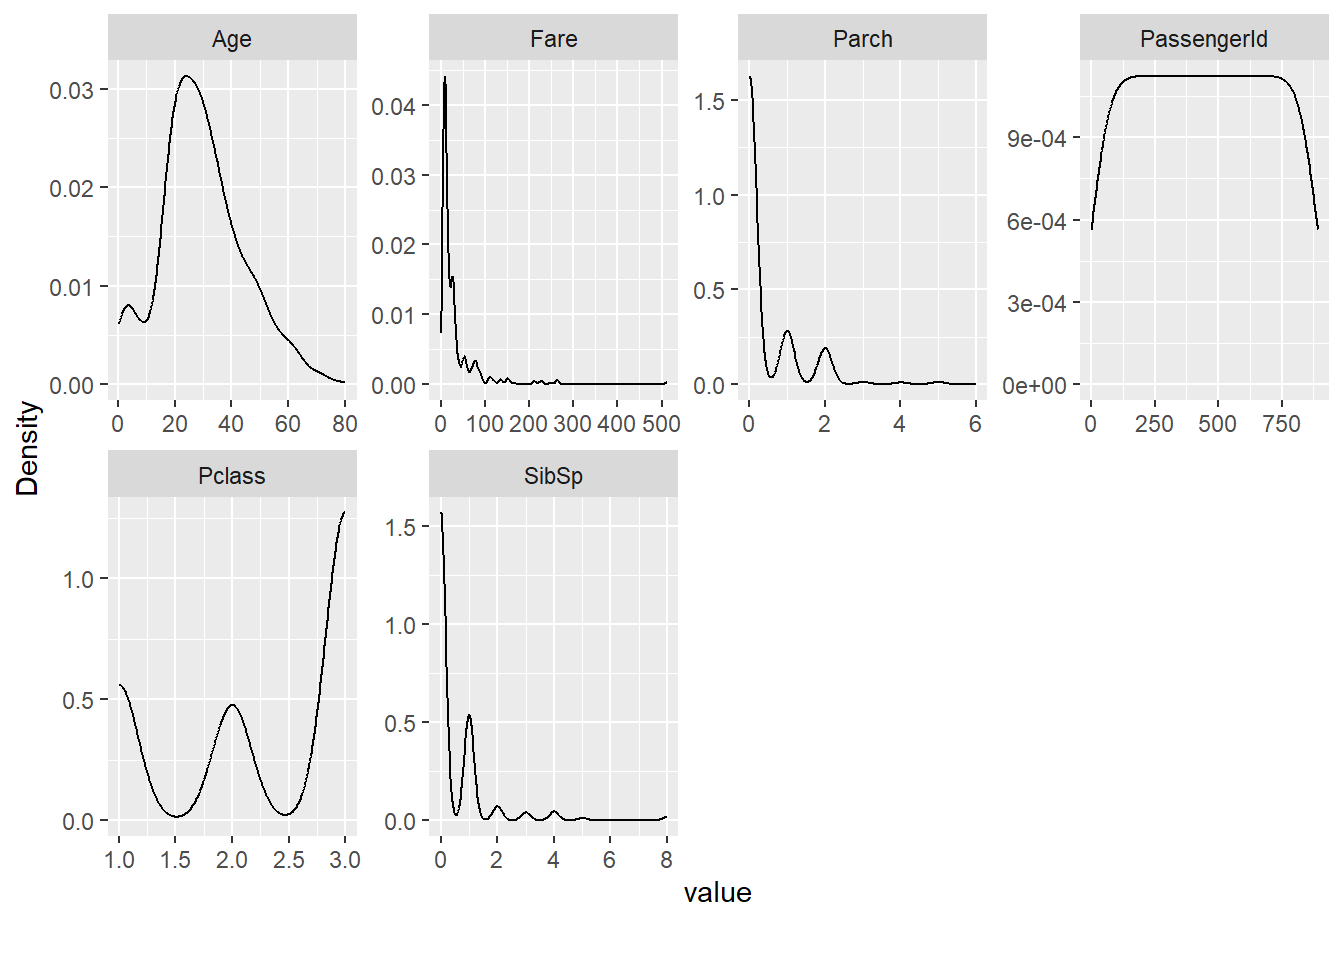 Age Fare Parch PassengerId
0.03
0.02
0.01
0.00
0 20 40 60 80
0.04
0.03
0.02
0.01
0.00
0 100 200 300 400 500
1.5
1.0
0.5
0.0
0 2 4 6
9e-04
6e-04
3e-04
0e+00
0 250 500 750
Density
Pclass SibSp
1.0
0.5
0.0
1.0 1.5 2.0 2.5 3.0
1.5
1.0
0.5
0.0
0 2 4 6 8
value